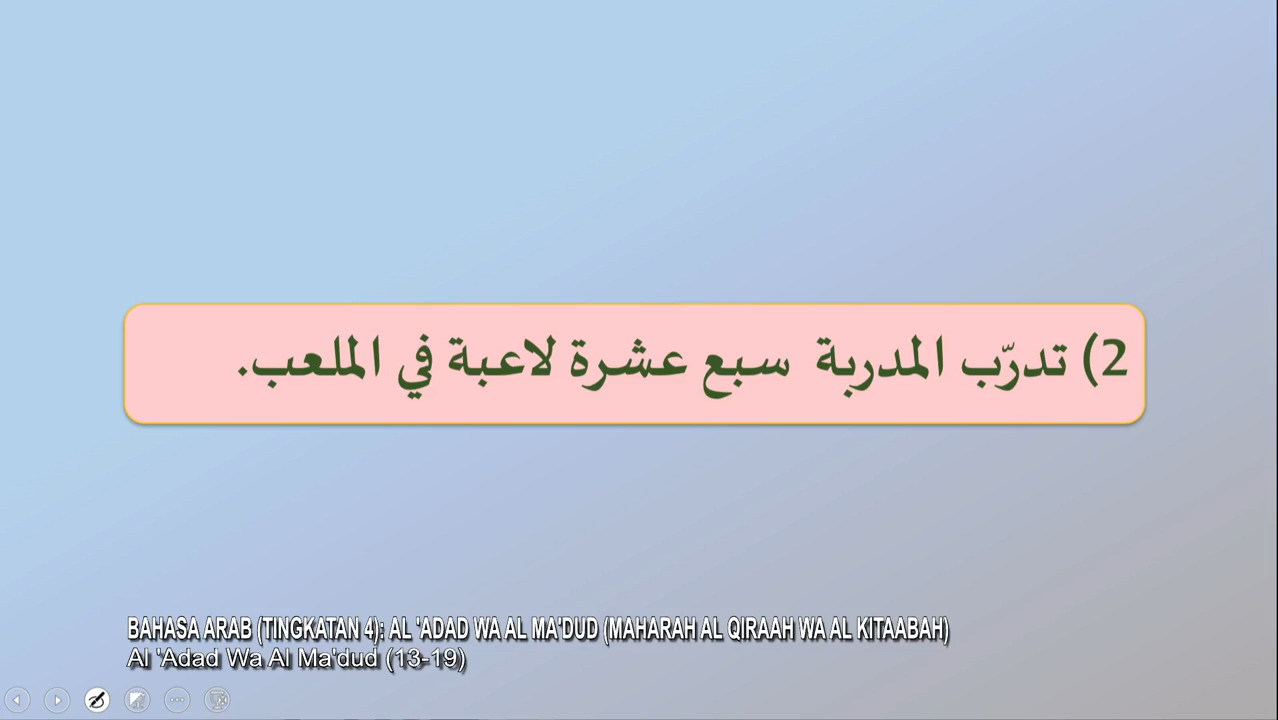 2) تدرّب المدربة سبع عشرة لاعبة في الملعب.
BAHASA ARAB (TINGKATAN 4): AL 'ADAD WA AL MA'DUD (MAHARAH AL QIRAAH WA AL KITAABAH)
Al 'Adad Wa Al Ma'dud (13-19)